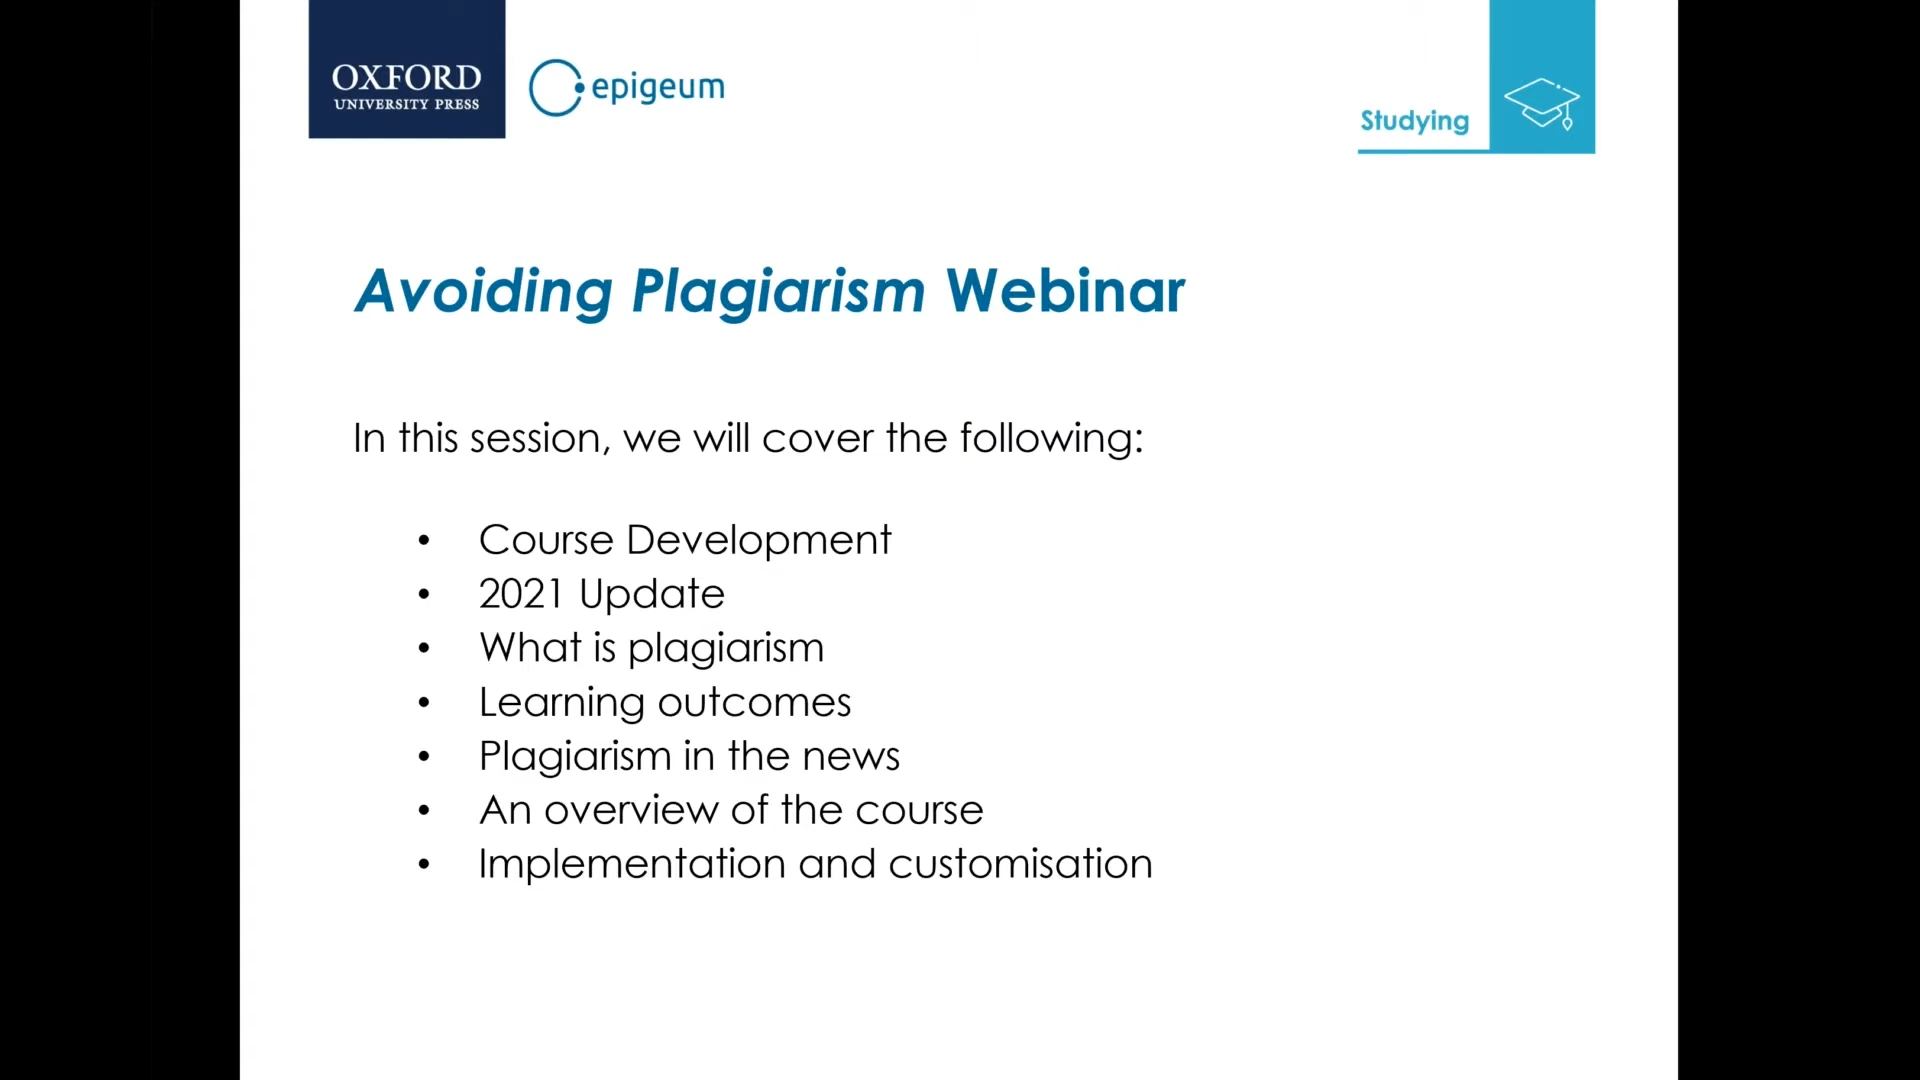 OXFORD
UNIVERSITY PRESS
epigeum
Studying
Avoiding Plagiarism Webinar
In this session, we will cover the following:
• Course Development
• 2021 Update
• What is plagiarism
• Learning outcomes
• Plagiarism in the news
• An overview of the course
• Implementation and customisation